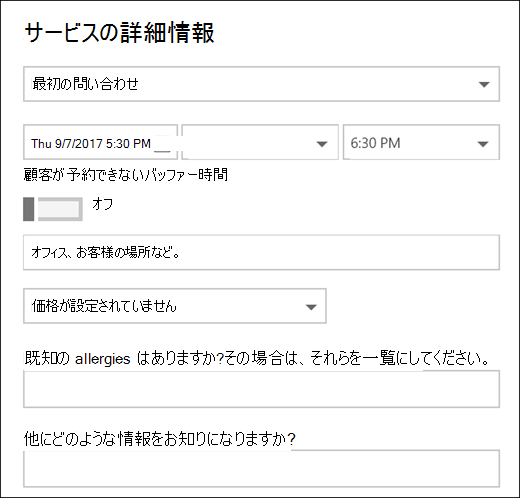 サービスの詳細情報
最初の問い合わせ
Thu 9/7/2017 5:30 PM
6:30 PM
顧客が予約できないバッファー時間
オフ
オフィス、お客様の場所など。
価格が設定されていません
既知の allergies はありますか?その場合は、それらを一覧にしてください。
他にどのような情報をお知りになりますか?